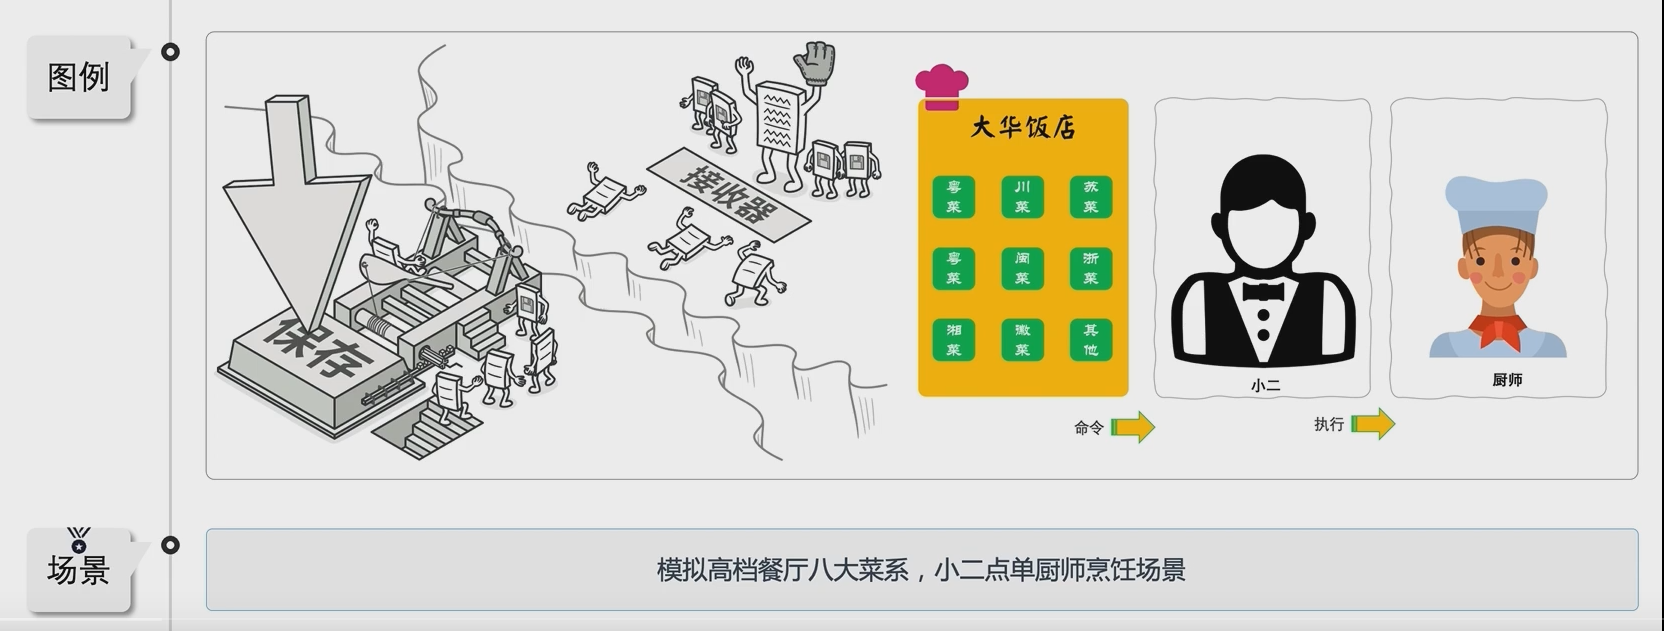 图例
保存
接收器
大华饭店
粤菜
川菜
苏菜
粤菜
闽菜
浙菜
湘菜
徽菜
其他
小二
厨师
命令
执行
场景
模拟高档餐厅八大菜系，小二点单厨师烹饪场景